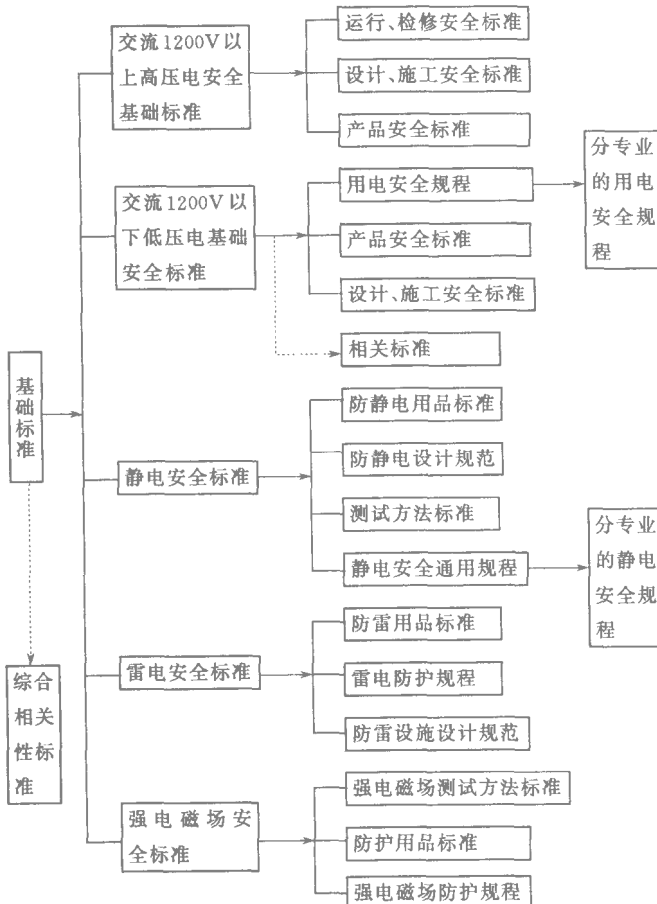 基
础
标
准
综合
相关
性标
准
交流1200V以
上高压电安全
基础标准
运行、检修安全标准
设计、施工安全标准
产品安全标准
交流1200V以
下低压电基础
安全标准
用电安全规程
产品安全标准
设计、施工安全标准
相关标准
分专业
的用电
安全规
程
静电安全标准
防静电用品标准
防静电设计规范
测试方法标准
静电安全通用规程
分专业
的静电
安全规
程
雷电安全标准
防雷用品标准
雷电防护规程
防雷设施设计规范
强电磁场安
全标准
强电磁场测试方法标准
防护用品标准
强电磁场防护规程